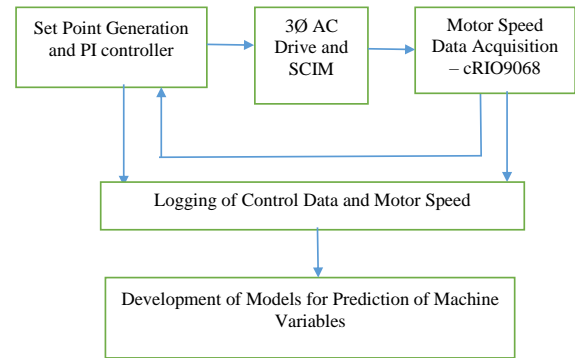 Set Point Generation
and PI controller
3Ø AC
Drive and
SCIM
Motor Speed
Data Acquisition
– cRIO9068
Logging of Control Data and Motor Speed
Development of Models for Prediction of Machine
Variables